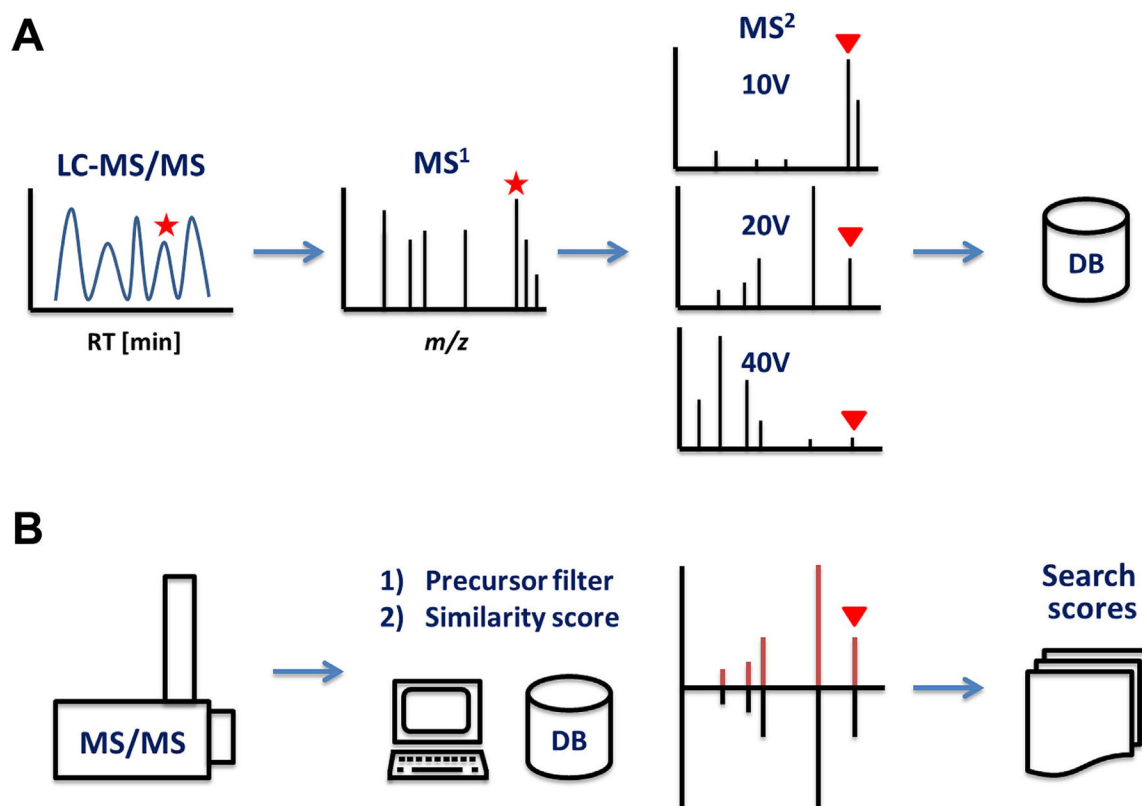 A
LC-MS/MS
RT [min]
MS¹
m/z
MS²
10V
20V
40V
DB
B
MS/MS
1) Precursor filter
2) Similarity score
DB
Search
scores